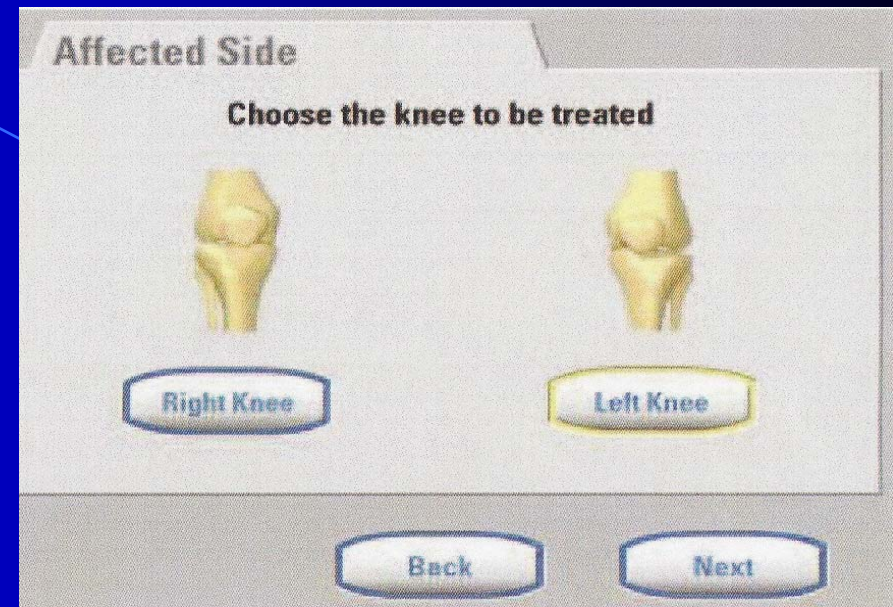 Affected Side
Choose the knee to be treated
Right Knee
Left Knee
Back
Next